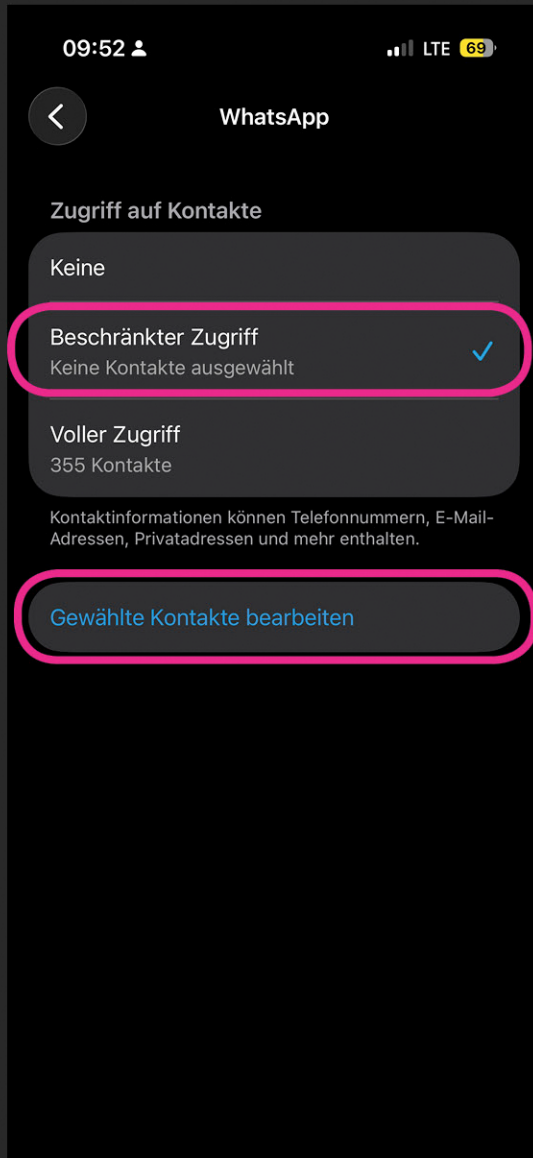 09:52 LTE 69
WhatsApp
Zugriff auf Kontakte
Keine
Beschränkter Zugriff
Keine Kontakte ausgewählt
Voller Zugriff
355 Kontakte
Kontaktinformationen können Telefonnummern, E-Mail-
Adressen, Privatadressen und mehr enthalten.
Gewählte Kontakte bearbeiten